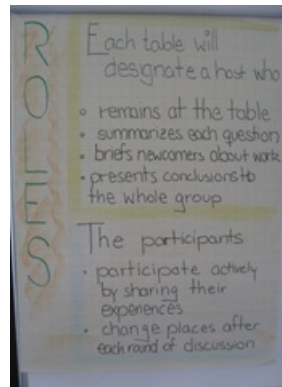 ROLES
Each table will
designate a host who
remains at the table
summarizes each question
briefs newcomers about work
presents conclusions to
the whole group
The participants
participate actively
by sharing their
experiences
change places after
each round of discussion